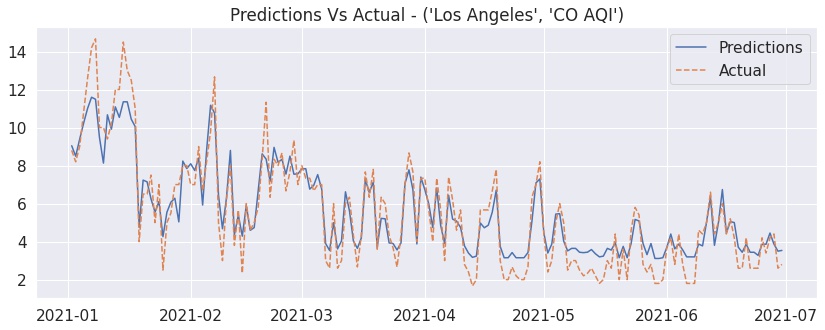 Predictions Vs Actual - ('Los Angeles', 'CO AQI')
Predictions
Actual
14
12
10
8
6
4
2
2021-01 2021-02 2021-03 2021-04 2021-05 2021-06 2021-07